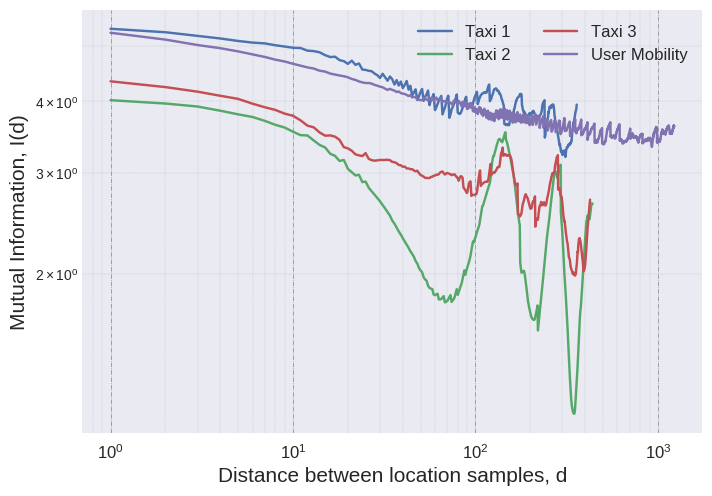 Taxi 1
Taxi 2
Taxi 3
User Mobility
4 × 10⁰
3 × 10⁰
2 × 10⁰
Mutual Information, I(d)
10⁰
10¹
10²
10³
Distance between location samples, d